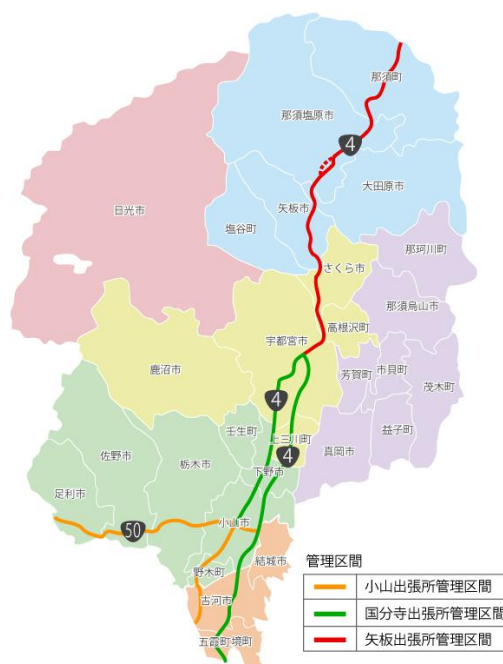 那須町
那須塩原市
4
大田原市
矢板市
日光市
塩谷町
那珂川町
さくら市
那須烏山市
高根沢町
宇都宮市
鹿沼市
芳賀町
市貝町
茂木町
4
壬生町
上三川町
益子町
真岡市
佐野市
栃木市
4
下野市
足利市
小山市
50
結城市
野木町
古河市
五霞町
境町
管理区間
小山出張所管理区間
国分寺出張所管理区間
矢板出張所管理区間